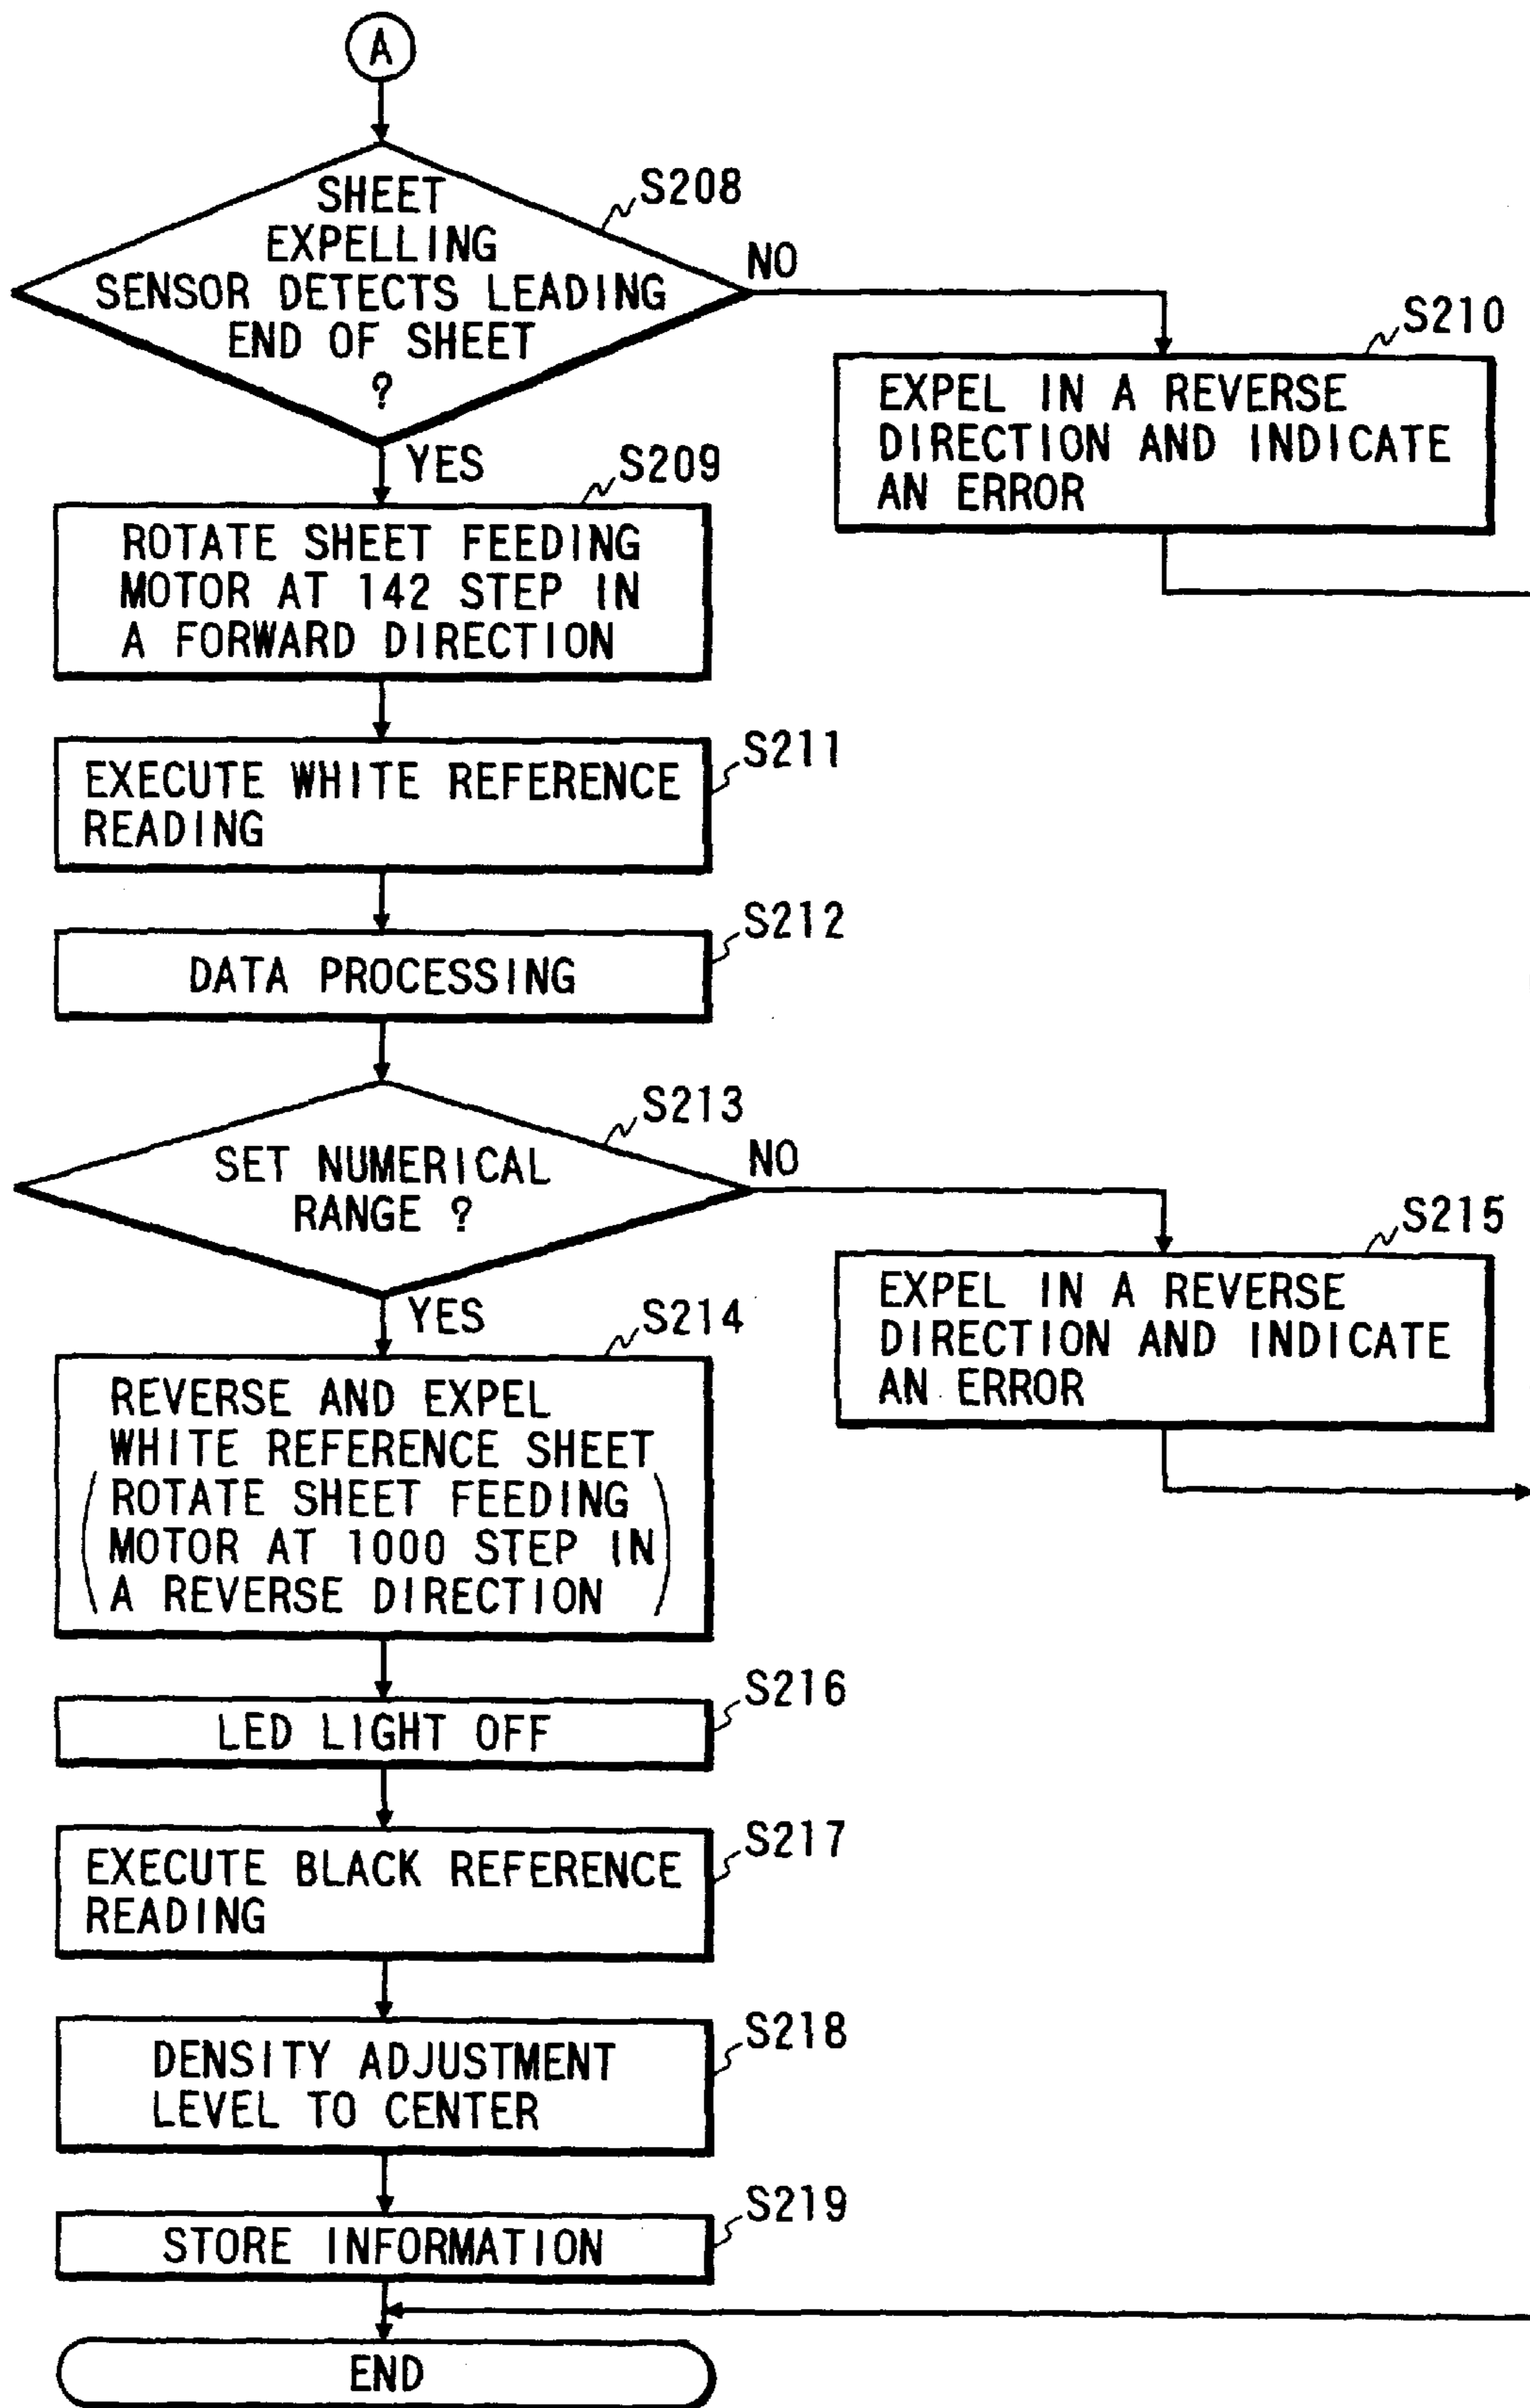 A
SHEET
EXPELLING
SENSOR DETECTS LEADING
END OF SHEET
?
S208
NO
YES
S210
EXPEL IN A REVERSE
DIRECTION AND INDICATE
AN ERROR
S209
ROTATE SHEET FEEDING
MOTOR AT 142 STEP IN
A FORWARD DIRECTION
S211
EXECUTE WHITE REFERENCE
READING
S212
DATA PROCESSING
S213
SET NUMERICAL
RANGE ?
NO
YES
S215
EXPEL IN A REVERSE
DIRECTION AND INDICATE
AN ERROR
S214
REVERSE AND EXPEL
WHITE REFERENCE SHEET
(ROTATE SHEET FEEDING
MOTOR AT 1000 STEP IN
A REVERSE DIRECTION)
S216
LED LIGHT OFF
S217
EXECUTE BLACK REFERENCE
READING
S218
DENSITY ADJUSTMENT
LEVEL TO CENTER
S219
STORE INFORMATION
END